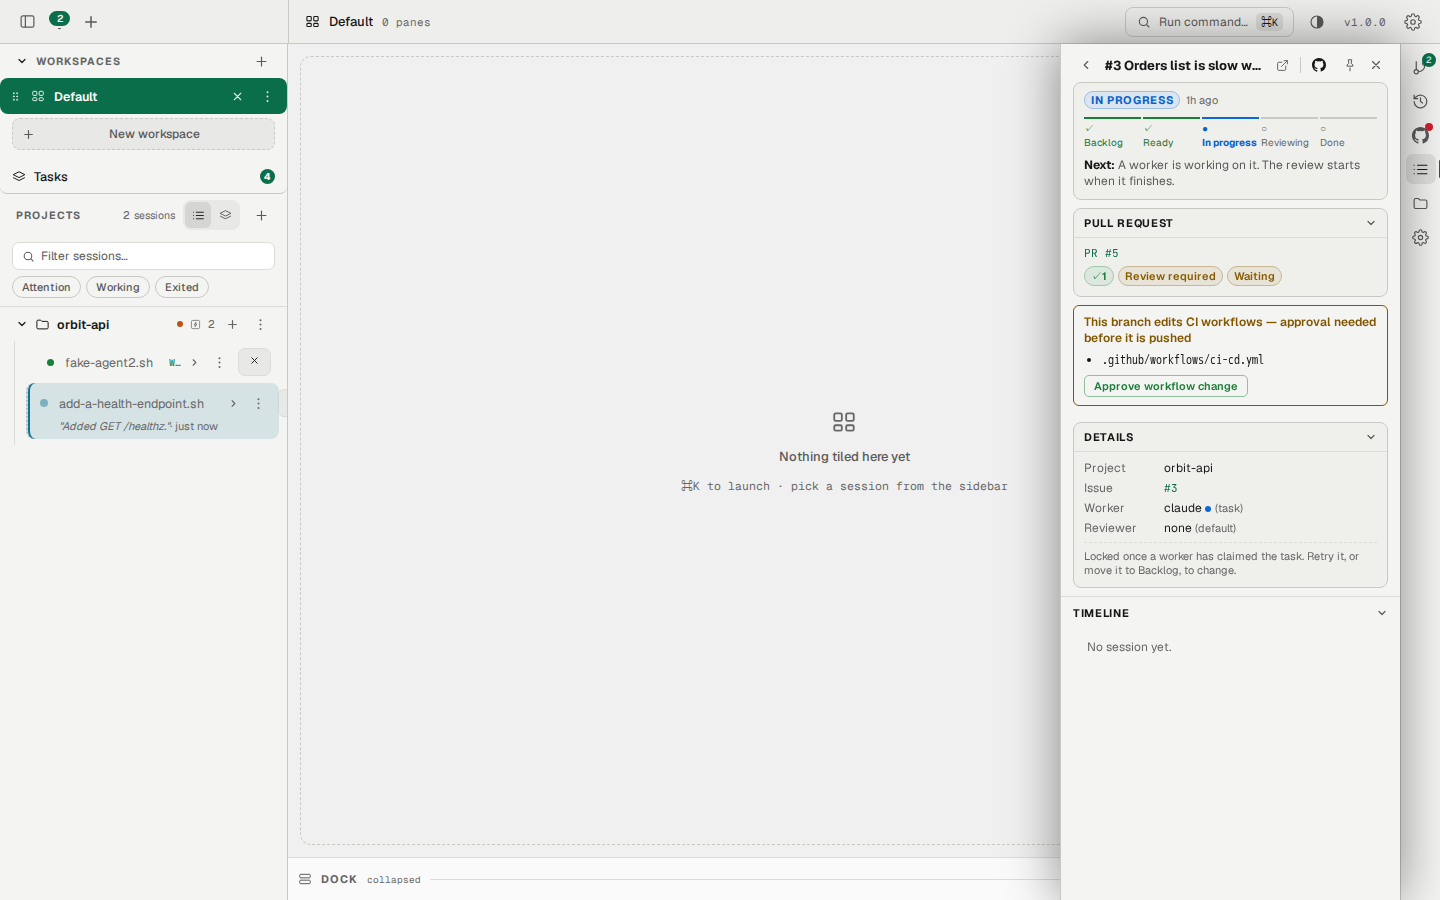 2
Default 0 panes
Run command... ⌘K
v1.0.0
WORKSPACES
Default
New workspace
Tasks
4
PROJECTS
2 sessions
Filter sessions...
Attention
Working
Exited
orbit-api
2
fake-agent2.sh
W...
add-a-health-endpoint.sh
"Added GET /healthz."· just now
Nothing tiled here yet
⌘K to launch · pick a session from the sidebar
DOCK collapsed
#3 Orders list is slow w...
IN PROGRESS 1h ago
✓ ✓
Backlog Ready In progress Reviewing Done
Next: A worker is working on it. The review starts
when it finishes.
PULL REQUEST
PR #5
✓1 Review required Waiting
This branch edits CI workflows — approval needed
before it is pushed
• .github/workflows/ci-cd.yml
Approve workflow change
DETAILS
Project orbit-api
Issue #3
Worker claude (task)
Reviewer none (default)
Locked once a worker has claimed the task. Retry it, or
move it to Backlog, to change.
TIMELINE
No session yet.
2